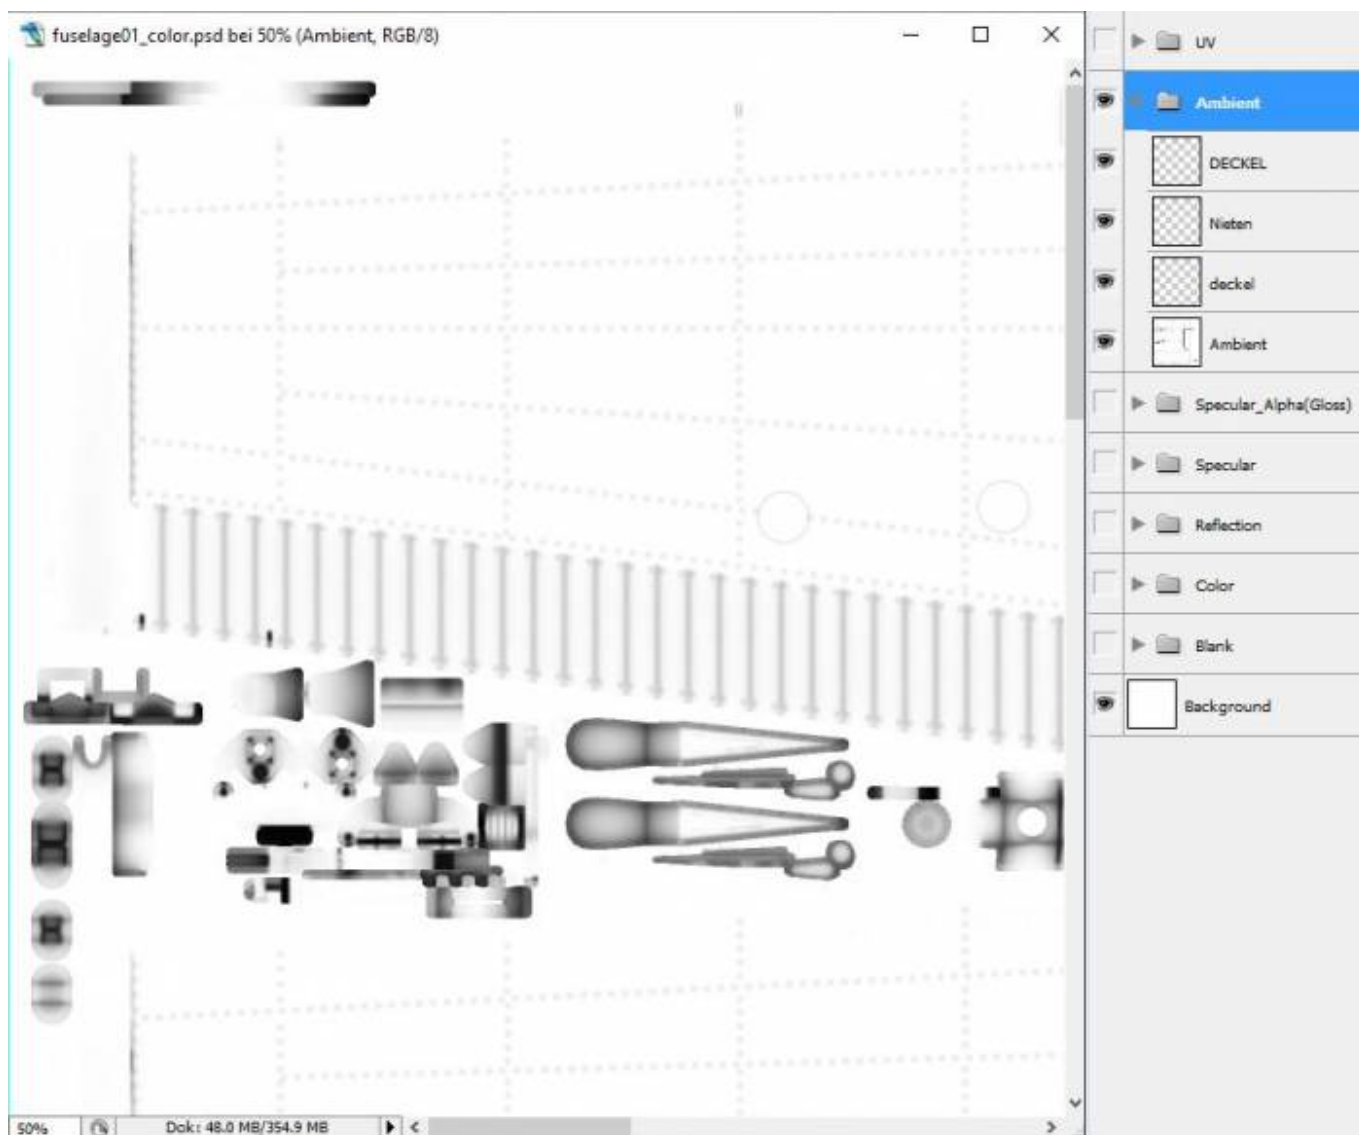 fuselage01_color.psd bei 50% (Ambient, RGB/8)
UV
Ambient
DECKEL
Nieten
deckel
Ambient
Specular_Alpha(Gloss)
Specular
Reflection
Color
Blank
Background
50%
Dok: 48.0 MB/354.9 MB